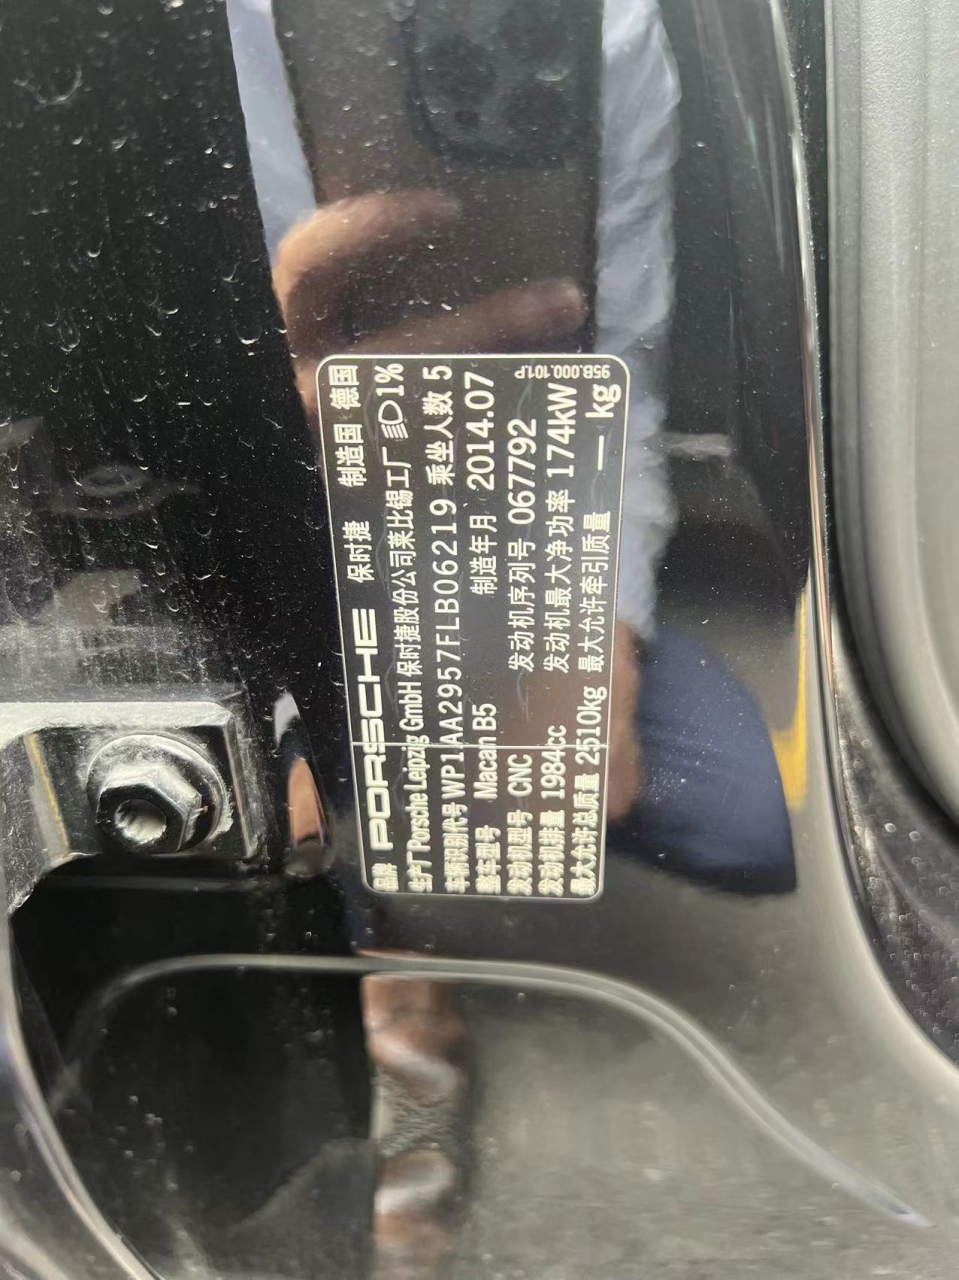 品牌 PORSCHE 保时捷 制造国 德国
生产厂 Porsche Leipzig GmbH 保时捷股份公司莱比锡工厂 1%
车辆识别代号 WP1AA2957FLB06219 乘坐人数 5
整车型号 Macan B5 制造年月 2014.07
发动机型号 CNC 发动机序列号 067792
发动机排量 1984cc 发动机最大净功率 174kW
最大允许总质量 2510kg 最大允许牵引质量 — kg
95B.000.101.P